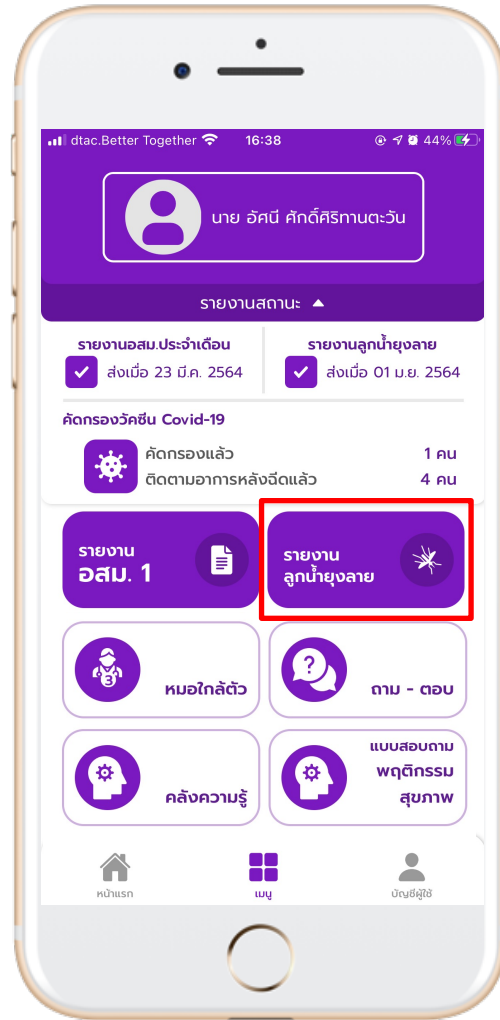 dtac.Better Together 16:38 44%
นาย อัศนี ศักดิ์ศิริทานตะวัน
รายงานสถานะ
รายงานอสม.ประจำเดือน
ส่งเมื่อ 23 มี.ค. 2564
รายงานลูกน้ำยุงลาย
ส่งเมื่อ 01 ม.ย. 2564
คัดกรองวัคซีน Covid-19
คัดกรองแล้ว 1 คน
ติดตามอาการหลังฉีดแล้ว 4 คน
รายงาน
อสม. 1
รายงาน
ลูกน้ำยุงลาย
3
หมอใกล้ตัว
?
ถาม - ตอบ
คลังความรู้
แบบสอบถาม
พฤติกรรม
สุขภาพ
หน้าแรก
เมนู
บัญชีผู้ใช้